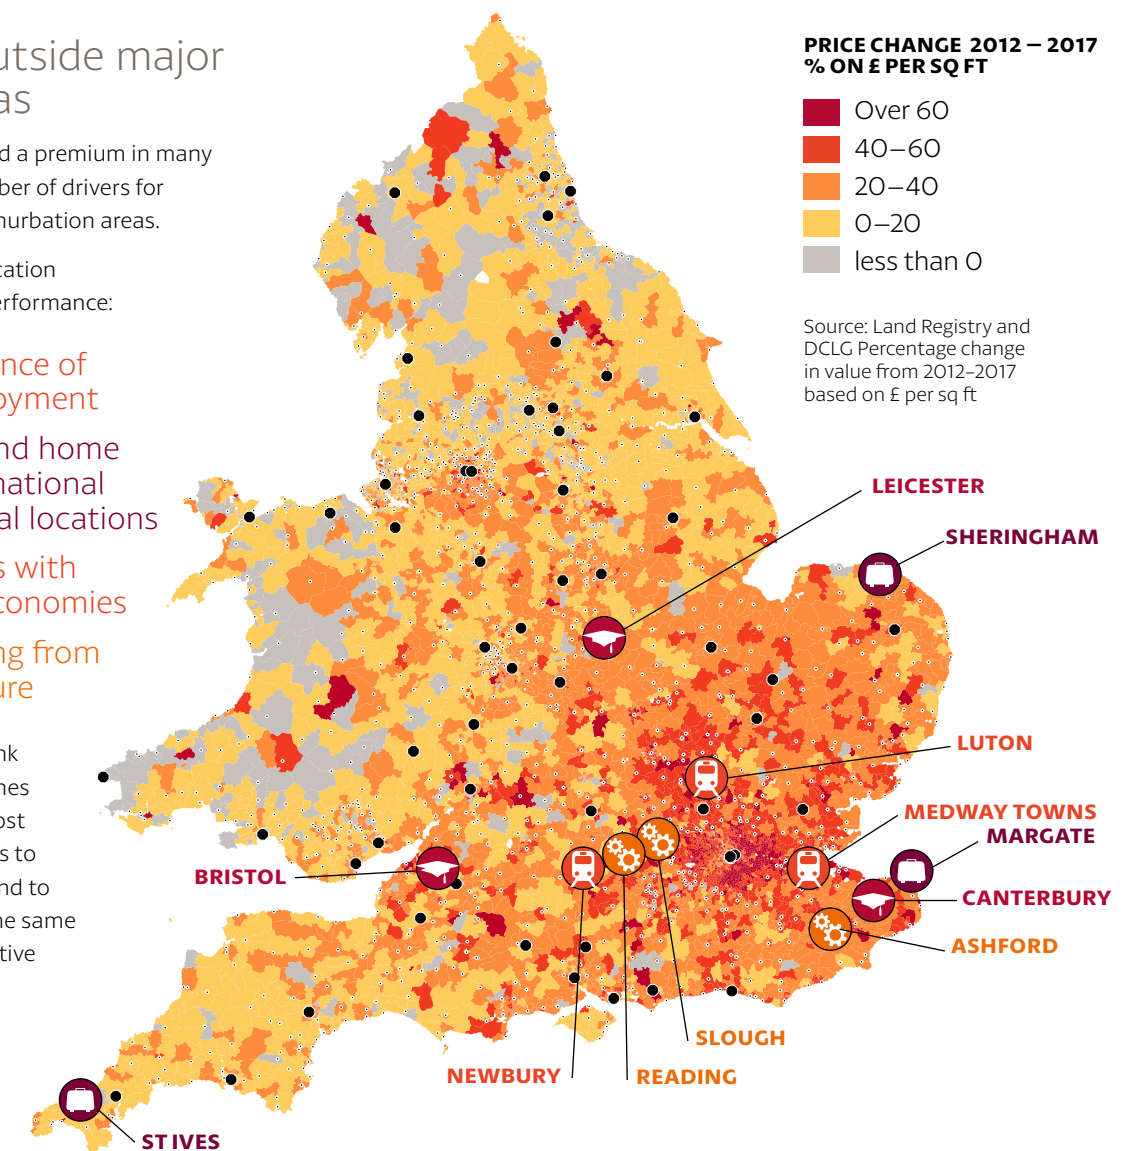 utside major
as
d a premium in many
ber of drivers for
nurbation areas.
cation
erformance:
nce of
oyment
nd home
national
al locations
s with
conomies
ng from
ure
nk
nes
ost
s to
nd to
ne same
tive
PRICE CHANGE 2012 – 2017
% ON £ PER SQ FT
Over 60
40–60
20–40
0–20
less than 0
Source: Land Registry and
DCLG Percentage change
in value from 2012-2017
based on £ per sq ft
LEICESTER
SHERINGHAM
LUTON
MEDWAY TOWNS
MARGATE
BRISTOL
CANTERBURY
ASHFORD
SLOUGH
NEWBURY
READING
ST IVES